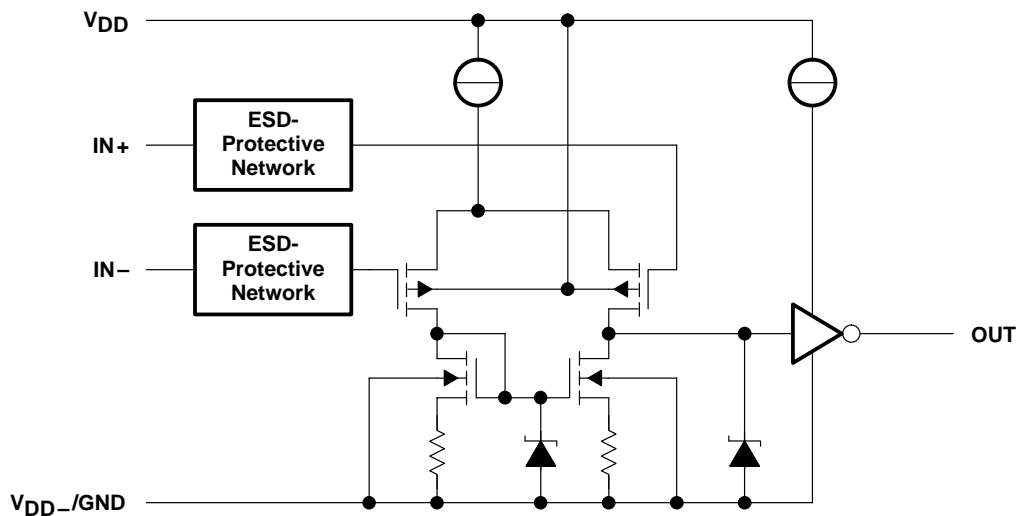 VDD
ESD-
Protective
Network
IN+
ESD-
Protective
Network
IN−
OUT
VDD−/GND